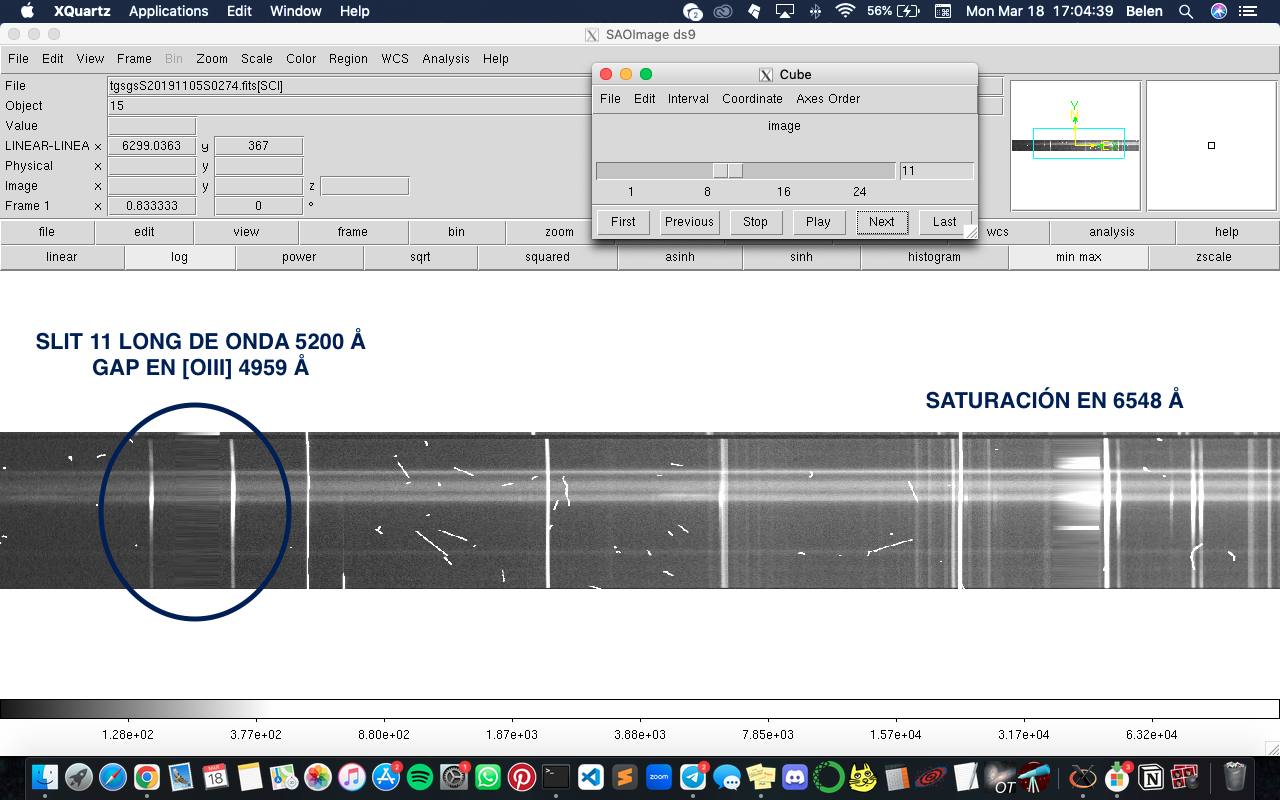 XQuartz Applications Edit Window Help
2 56% Mon Mar 18 17:04:39 Belen
SAOImage ds9
File Edit View Frame Bin Zoom Scale Color Region WCS Analysis Help
File tgsgsS20191105S0274.fits[SCI]
Object 15
Value
LINEAR-LINEA x 6299.0363 y 367
Physical x y
Image x y z
Frame 1 x 0.833333 0 °
Cube
File Edit Interval Coordinate Axes Order
image
11
1 8 16 24
First Previous Stop Play Next Last
Y
file edit view frame bin zoom wcs analysis help
linear log power sqrt squared asinh sinh histogram min max zscale
SLIT 11 LONG DE ONDA 5200 Å
GAP EN [OIII] 4959 Å
SATURACIÓN EN 6548 Å
1.26e+02 3.77e+02 8.80e+02 1.87e+03 3.88e+03 7.85e+03 1.57e+04 3.17e+04 6.32e+04
MAR
18
2
1
zoom
2
OT
3